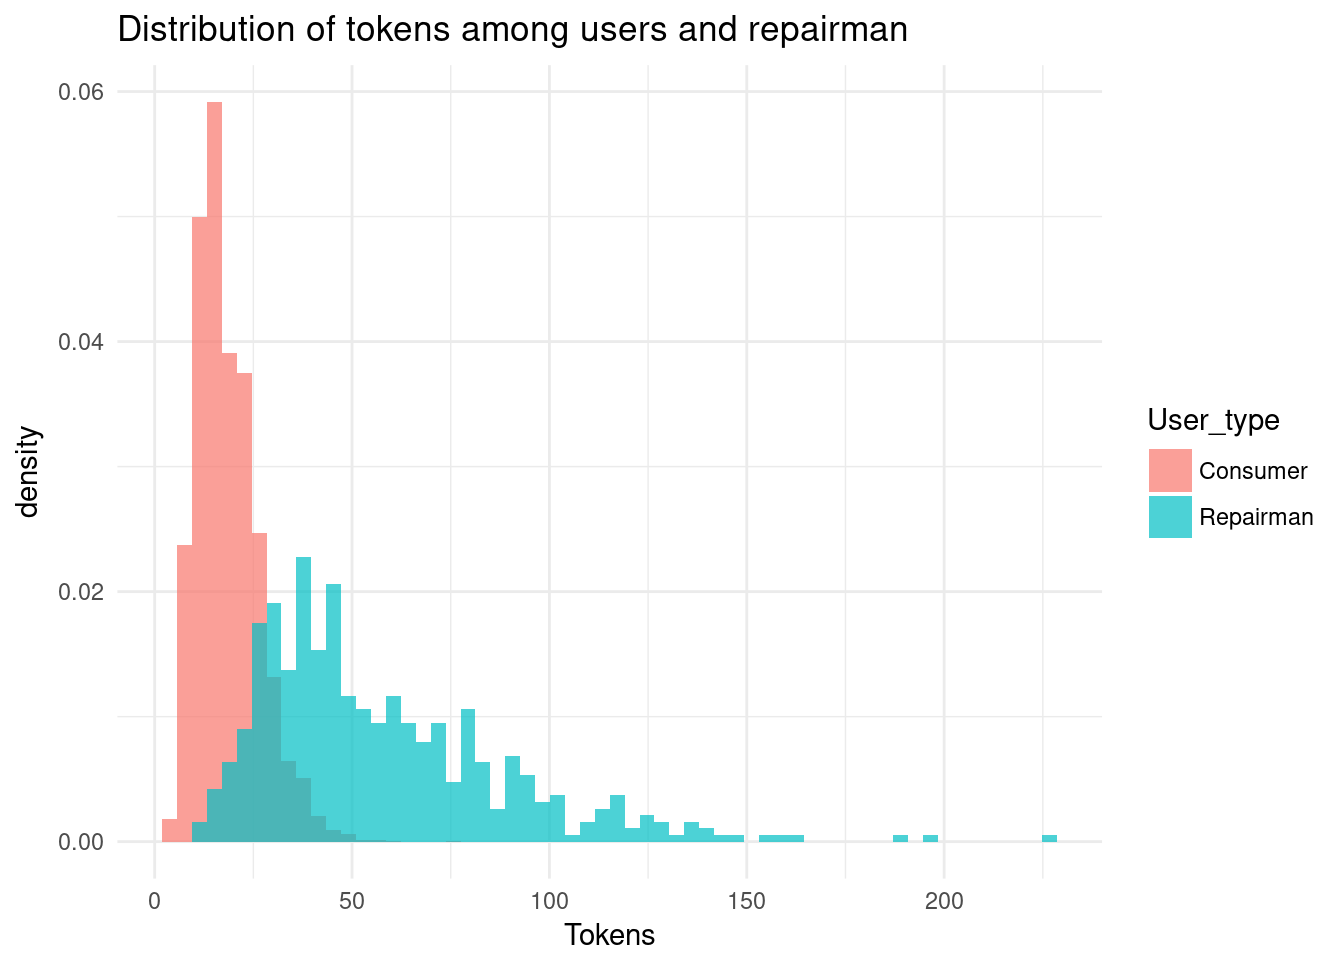 Distribution of tokens among users and repairman
0.06
0.04
0.02
0.00
density
0 50 100 150 200
Tokens
User_type
Consumer
Repairman